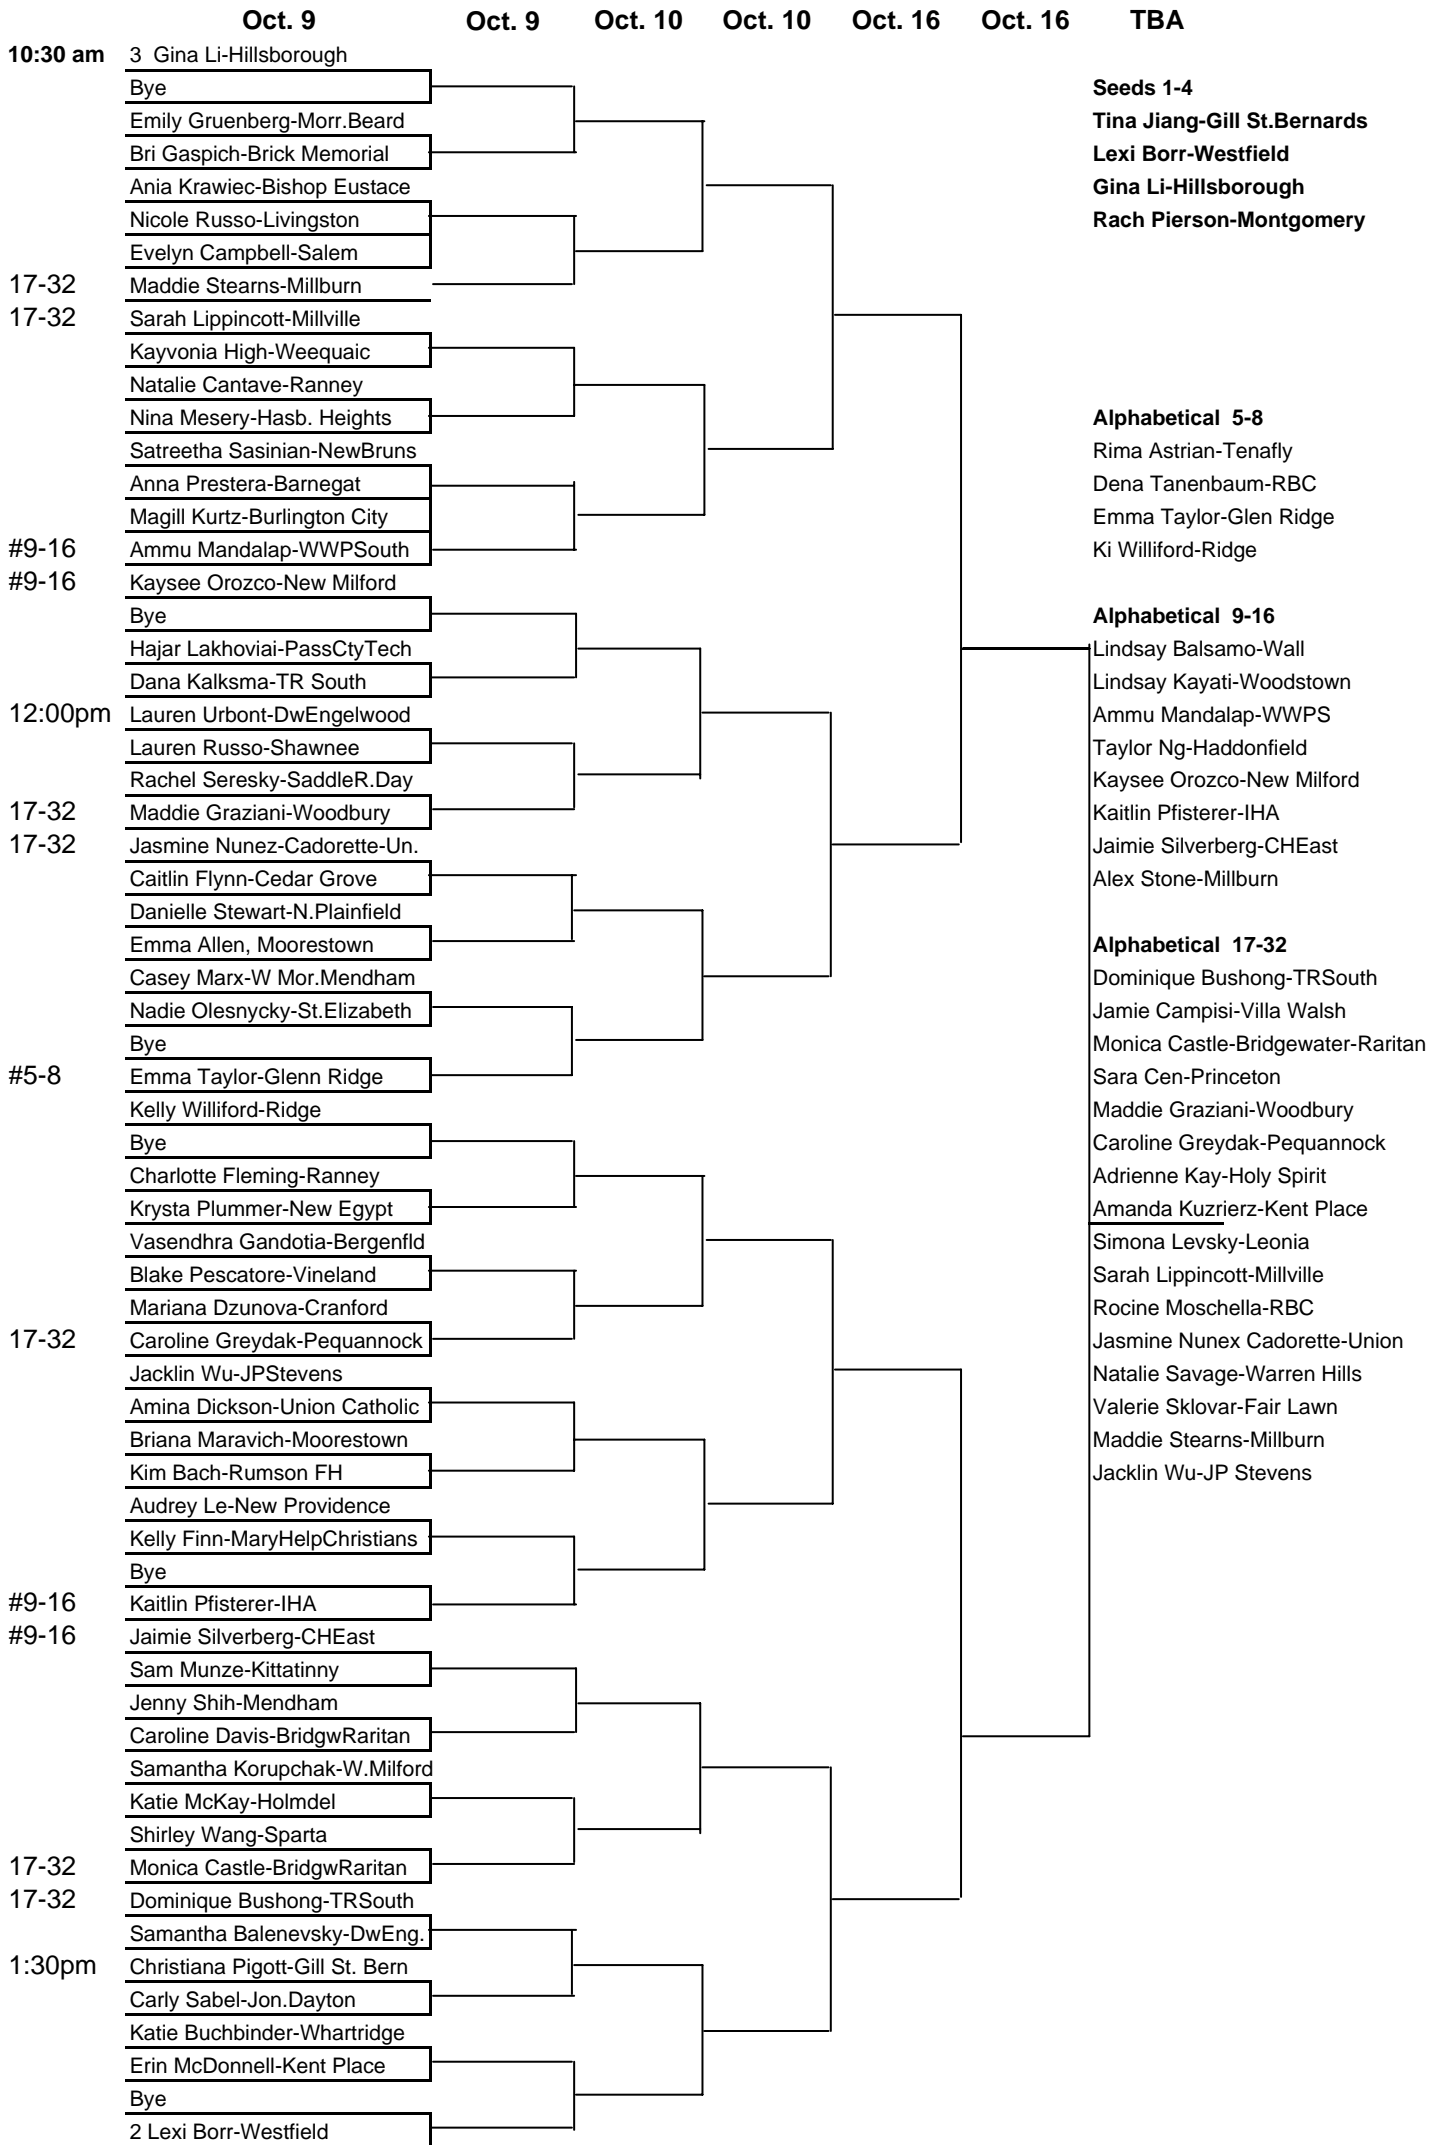 Oct. 9 Oct. 9 Oct. 10 Oct. 10 Oct. 16 Oct. 16 TBA
10:30 am 3 Gina Li-Hillsborough
Bye Seeds 1-4
Emily Gruenberg-Morr.Beard Tina Jiang-Gill St.Bernards
Bri Gaspich-Brick Memorial Lexi Borr-Westfield
Ania Krawiec-Bishop Eustace Gina Li-Hillsborough
Nicole Russo-Livingston Rach Pierson-Montgomery
Evelyn Campbell-Salem
17-32 Maddie Stearns-Millburn
17-32 Sarah Lippincott-Millville
Kayvonia High-Weequaic
Natalie Cantave-Ranney
Nina Mesery-Hasb. Heights Alphabetical 5-8
Satreetha Sasinian-NewBruns Rima Astrian-Tenafly
Anna Prestera-Barnegat Dena Tanenbaum-RBC
Magill Kurtz-Burlington City Emma Taylor-Glen Ridge
#9-16 Ammu Mandalap-WWPSouth Ki Williford-Ridge
#9-16 Kaysee Orozco-New Milford
Bye Alphabetical 9-16
Hajar Lakhoviai-PassCtyTech Lindsay Balsamo-Wall
Dana Kalksma-TR South Lindsay Kayati-Woodstown
12:00pm Lauren Urbont-DwEngelwood Ammu Mandalap-WWPS
Lauren Russo-Shawnee Taylor Ng-Haddonfield
Rachel Seresky-SaddleR.Day Kaysee Orozco-New Milford
17-32 Maddie Graziani-Woodbury Kaitlin Pfisterer-IHA
17-32 Jasmine Nunez-Cadorette-Un. Jaimie Silverberg-CHEast
Caitlin Flynn-Cedar Grove Alex Stone-Millburn
Danielle Stewart-N.Plainfield
Emma Allen, Moorestown Alphabetical 17-32
Casey Marx-W Mor.Mendham Dominique Bushong-TRSouth
Nadie Olesnycky-St.Elizabeth Jamie Campisi-Villa Walsh
Bye Monica Castle-Bridgewater-Raritan
#5-8 Emma Taylor-Glenn Ridge Sara Cen-Princeton
Kelly Williford-Ridge Maddie Graziani-Woodbury
Bye Caroline Greydak-Pequannock
Charlotte Fleming-Ranney Adrienne Kay-Holy Spirit
Krysta Plummer-New Egypt Amanda Kuzrierz-Kent Place
Vasendhra Gandotia-Bergenfld Simona Levsky-Leonia
Blake Pescatore-Vineland Sarah Lippincott-Millville
Mariana Dzunova-Cranford Rocine Moschella-RBC
17-32 Caroline Greydak-Pequannock Jasmine Nunex Cadorette-Union
Jacklin Wu-JPStevens Natalie Savage-Warren Hills
Amina Dickson-Union Catholic Valerie Sklovar-Fair Lawn
Briana Maravich-Moorestown Maddie Stearns-Millburn
Kim Bach-Rumson FH Jacklin Wu-JP Stevens
Audrey Le-New Providence
Kelly Finn-MaryHelpChristians
Bye
#9-16 Kaitlin Pfisterer-IHA
#9-16 Jaimie Silverberg-CHEast
Sam Munze-Kittatinny
Jenny Shih-Mendham
Caroline Davis-BridgwRaritan
Samantha Korupchak-W.Milford
Katie McKay-Holmdel
Shirley Wang-Sparta
17-32 Monica Castle-BridgwRaritan
17-32 Dominique Bushong-TRSouth
Samantha Balenevsky-DwEng.
1:30pm Christiana Pigott-Gill St. Bern
Carly Sabel-Jon.Dayton
Katie Buchbinder-Whartridge
Erin McDonnell-Kent Place
Bye
2 Lexi Borr-Westfield